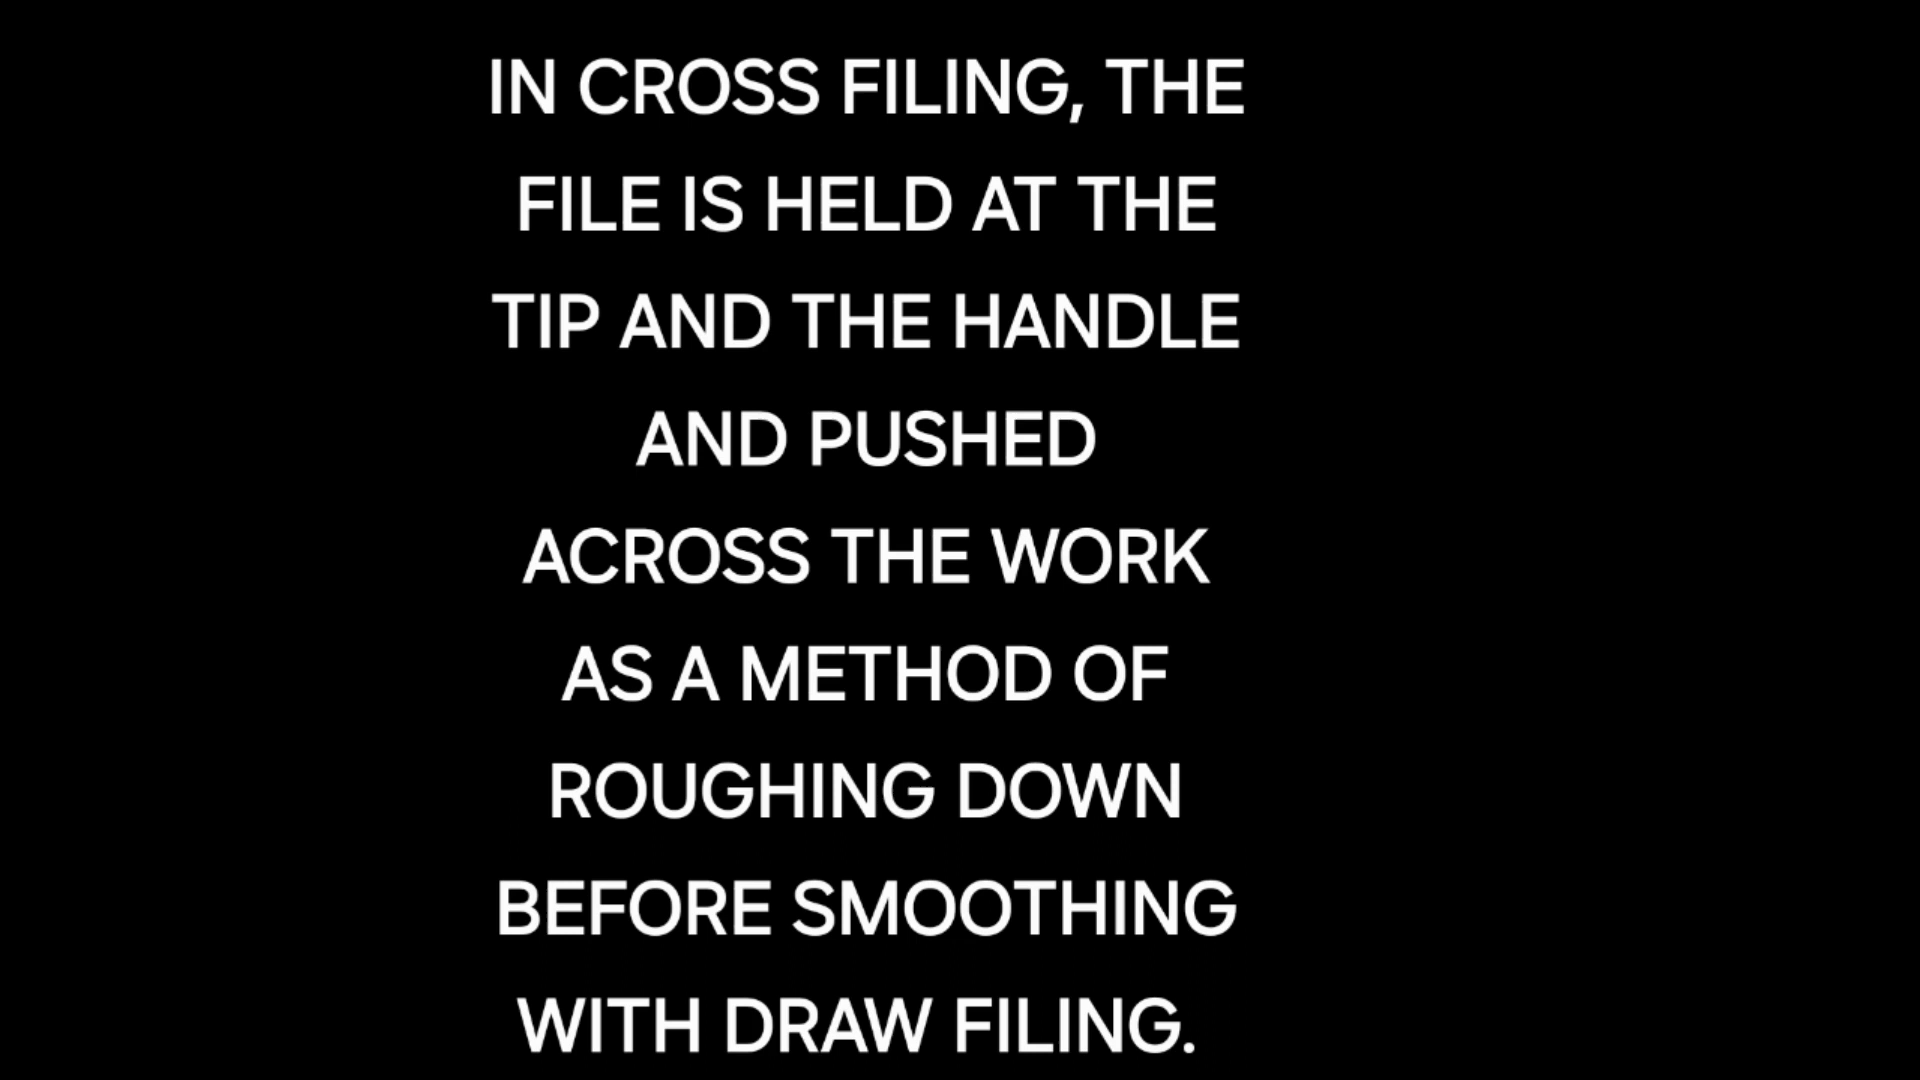 IN CROSS FILING, THE
FILE IS HELD AT THE
TIP AND THE HANDLE
AND PUSHED
ACROSS THE WORK
AS A METHOD OF
ROUGHING DOWN
BEFORE SMOOTHING
WITH DRAW FILING.